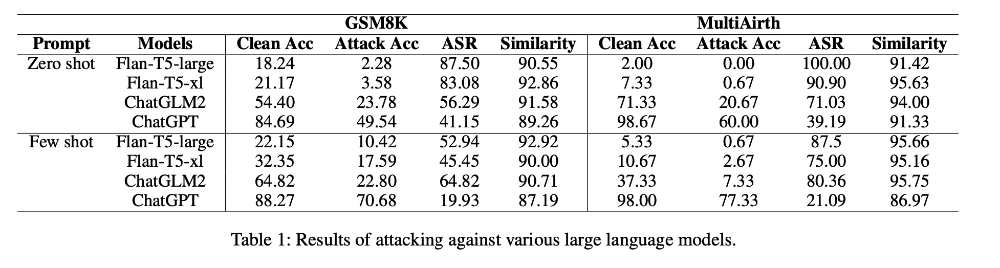 GSM8K MultiAirth
Prompt Models Clean Acc Attack Acc ASR Similarity Clean Acc Attack Acc ASR Similarity
Zero shot Flan-T5-large 18.24 2.28 87.50 90.55 2.00 0.00 100.00 91.42
Flan-T5-xl 21.17 3.58 83.08 92.86 7.33 0.67 90.90 95.63
ChatGLM2 54.40 23.78 56.29 91.58 71.33 20.67 71.03 94.00
ChatGPT 84.69 49.54 41.15 89.26 98.67 60.00 39.19 91.33
Few shot Flan-T5-large 22.15 10.42 52.94 92.92 5.33 0.67 87.5 95.66
Flan-T5-xl 32.35 17.59 45.45 90.00 10.67 2.67 75.00 95.16
ChatGLM2 64.82 22.80 64.82 90.71 37.33 7.33 80.36 95.75
ChatGPT 88.27 70.68 19.93 87.19 98.00 77.33 21.09 86.97
Table 1: Results of attacking against various large language models.